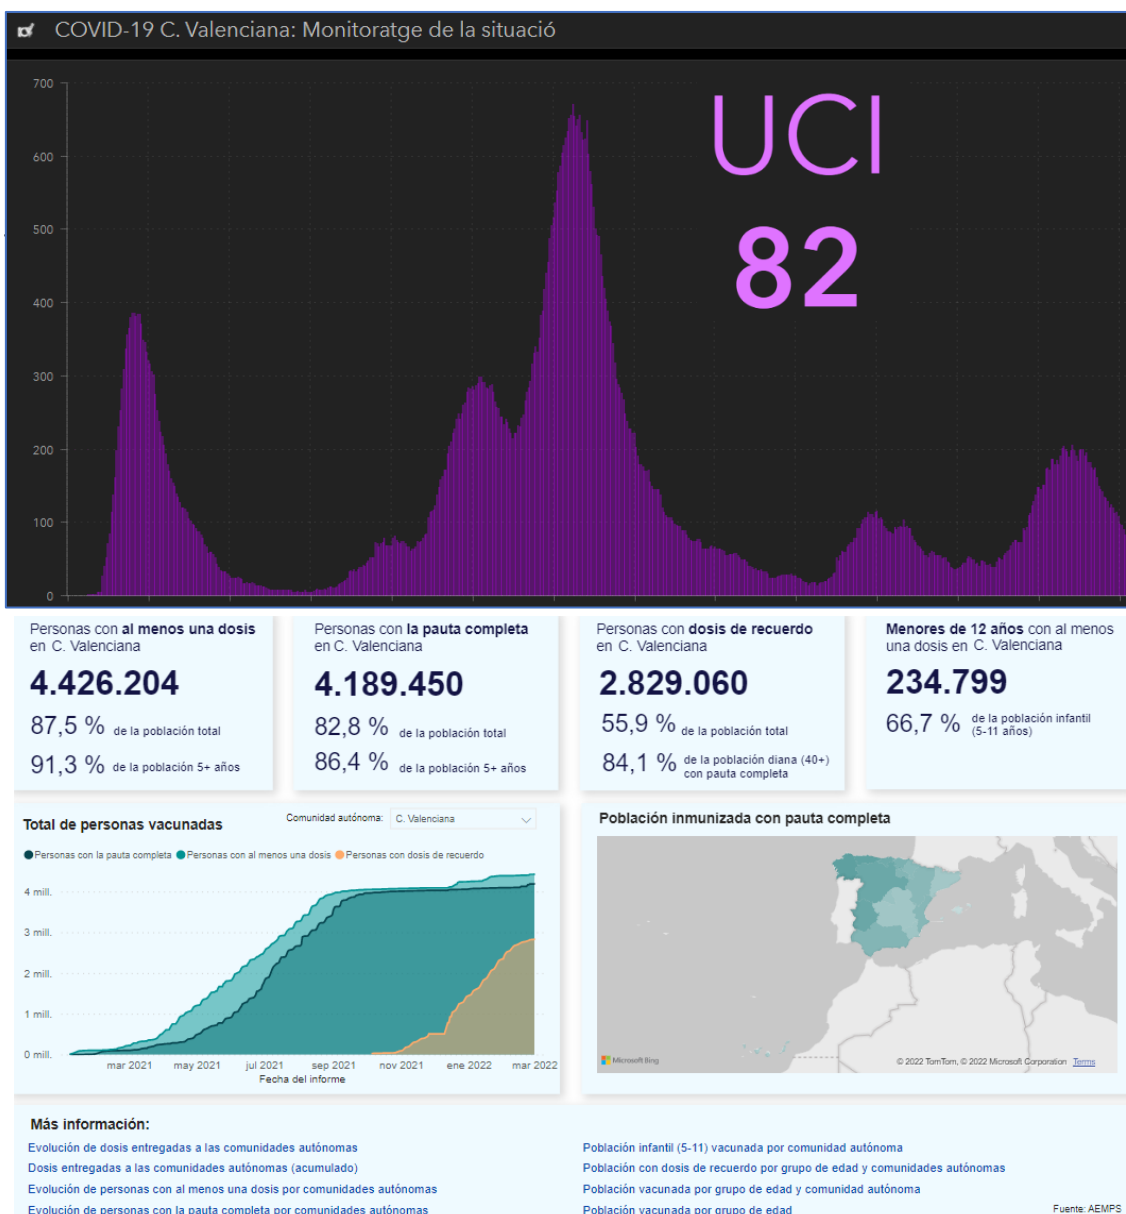 COVID-19 C. Valenciana: Monitoratge de la situació
700
600
500
400
300
200
100
0
UCI
82
Personas con al menos una dosis
en C. Valenciana
4.426.204
87,5 % de la población total
91,3 % de la población 5+ años
Personas con la pauta completa
en C. Valenciana
4.189.450
82,8 % de la población total
86,4 % de la población 5+ años
Personas con dosis de recuerdo
en C. Valenciana
2.829.060
55,9 % de la población total
84,1 % de la población diana (40+)
con pauta completa
Menores de 12 años con al menos
una dosis en C. Valenciana
234.799
66,7 % de la población infantil
(5-11 años)
Total de personas vacunadas
Comunidad autónoma: C. Valenciana
Personas con la pauta completa Personas con al menos una dosis Personas con dosis de recuerdo
4 mill.
3 mill.
2 mill.
1 mill.
0 mill.
mar 2021 may 2021 jul 2021 sep 2021 nov 2021 ene 2022 mar 2022
Fecha del informe
Población inmunizada con pauta completa
Microsoft Bing
© 2022 TomTom, © 2022 Microsoft Corporation Terms
Más información:
Evolución de dosis entregadas a las comunidades autónomas
Dosis entregadas a las comunidades autónomas (acumulado)
Evolución de personas con al menos una dosis por comunidades autónomas
Evolución de personas con la pauta completa por comunidades autónomas
Población infantil (5-11) vacunada por comunidad autónoma
Población con dosis de recuerdo por grupo de edad y comunidades autónomas
Población vacunada por grupo de edad y comunidad autónoma
Población vacunada por grupo de edad
Fuente: AEMPS